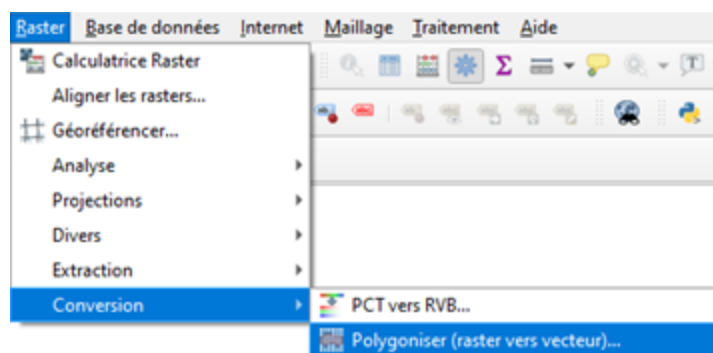 Raster Base de données Internet Maillage Traitement Aide
Calculatrice Raster
Aligner les rasters...
Géoréférencer...
Analyse
Projections
Divers
Extraction
Conversion
PCT vers RVB...
Polygoniser (raster vers vecteur)...